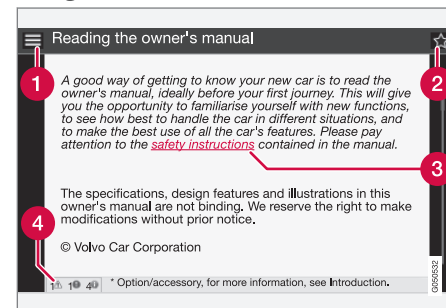 Reading the owner's manual
1
2
A good way of getting to know your new car is to read the
owner's manual, ideally before your first journey. This will give
you the opportunity to familiarise yourself with new functions,
to see how best to handle the car in different situations, and
to make the best use of all the car's features. Please pay
attention to the safety instructions contained in the manual.
3
The specifications, design features and illustrations in this
owner's manual are not binding. We reserve the right to make
modifications without prior notice.
4
© Volvo Car Corporation
1 1 4 * Option/accessory, for more information, see Introduction.
G050532